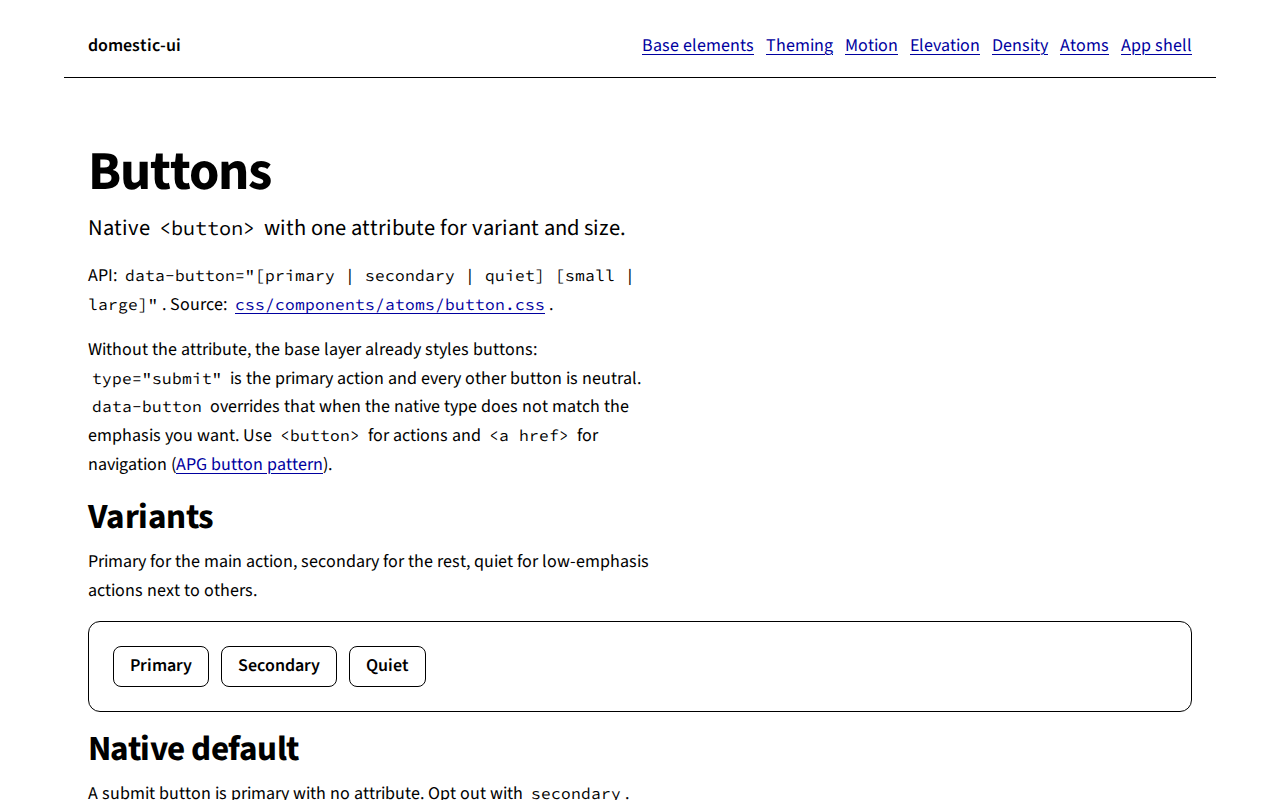 domestic-ui
Base elements Theming Motion Elevation Density Atoms App shell
Buttons
Native <button> with one attribute for variant and size.
API: data-button="[primary | secondary | quiet] [small |
large]". Source: css/components/atoms/button.css.
Without the attribute, the base layer already styles buttons:
type="submit" is the primary action and every other button is neutral.
data-button overrides that when the native type does not match the
emphasis you want. Use <button> for actions and <a href> for
navigation (APG button pattern).
Variants
Primary for the main action, secondary for the rest, quiet for low-emphasis
actions next to others.
Primary Secondary Quiet
Native default
A submit button is primary with no attribute. Opt out with secondary.